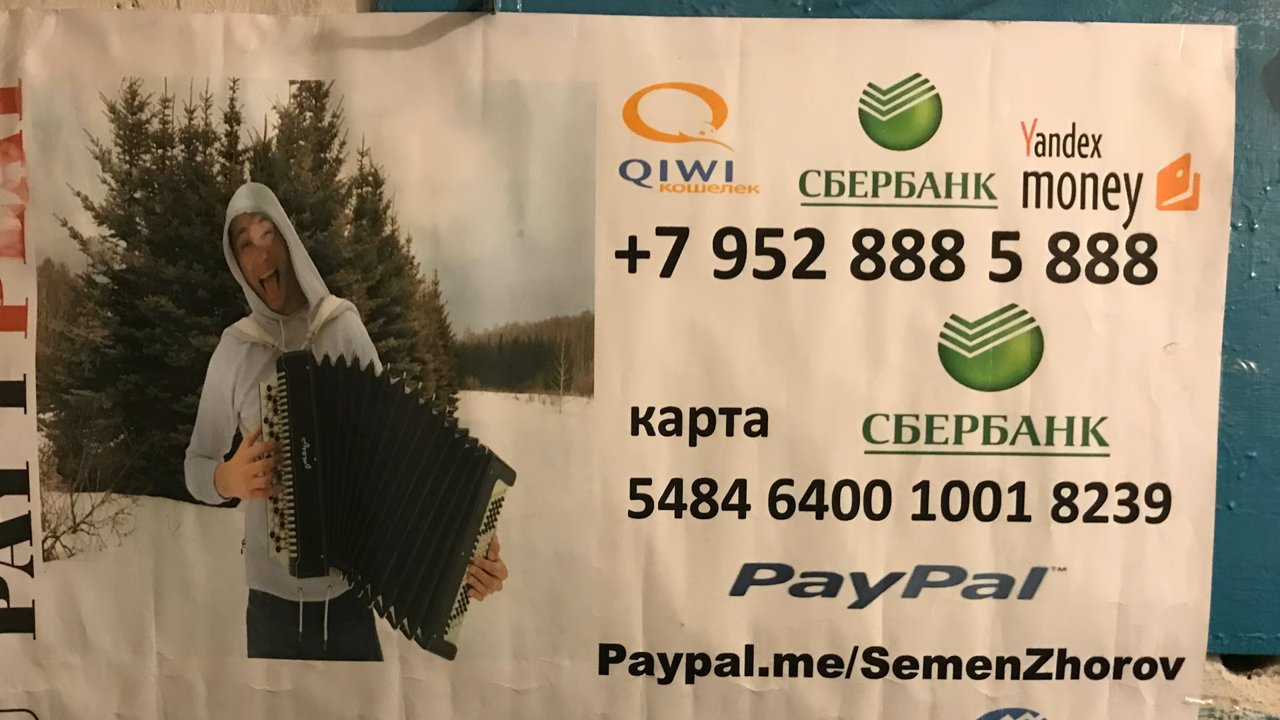 QIWI
кошелек
СБЕРБАНК
Yandex
money
+7 952 888 5 888
карта
СБЕРБАНК
5484 6400 1001 8239
PayPal™
Paypal.me/SemenZhorov